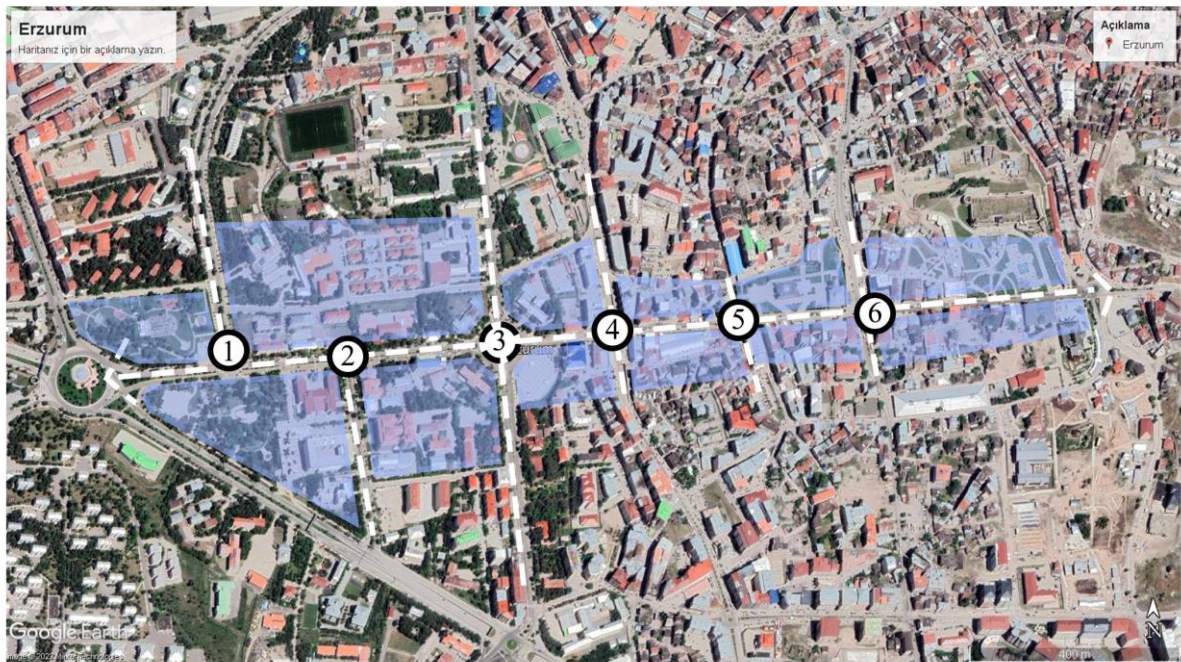 Erzurum
Haritanız için bir açıklama yazın.
Açıklama
Erzurum
1
2
3
4
5
6
Google Earth
400 m
N